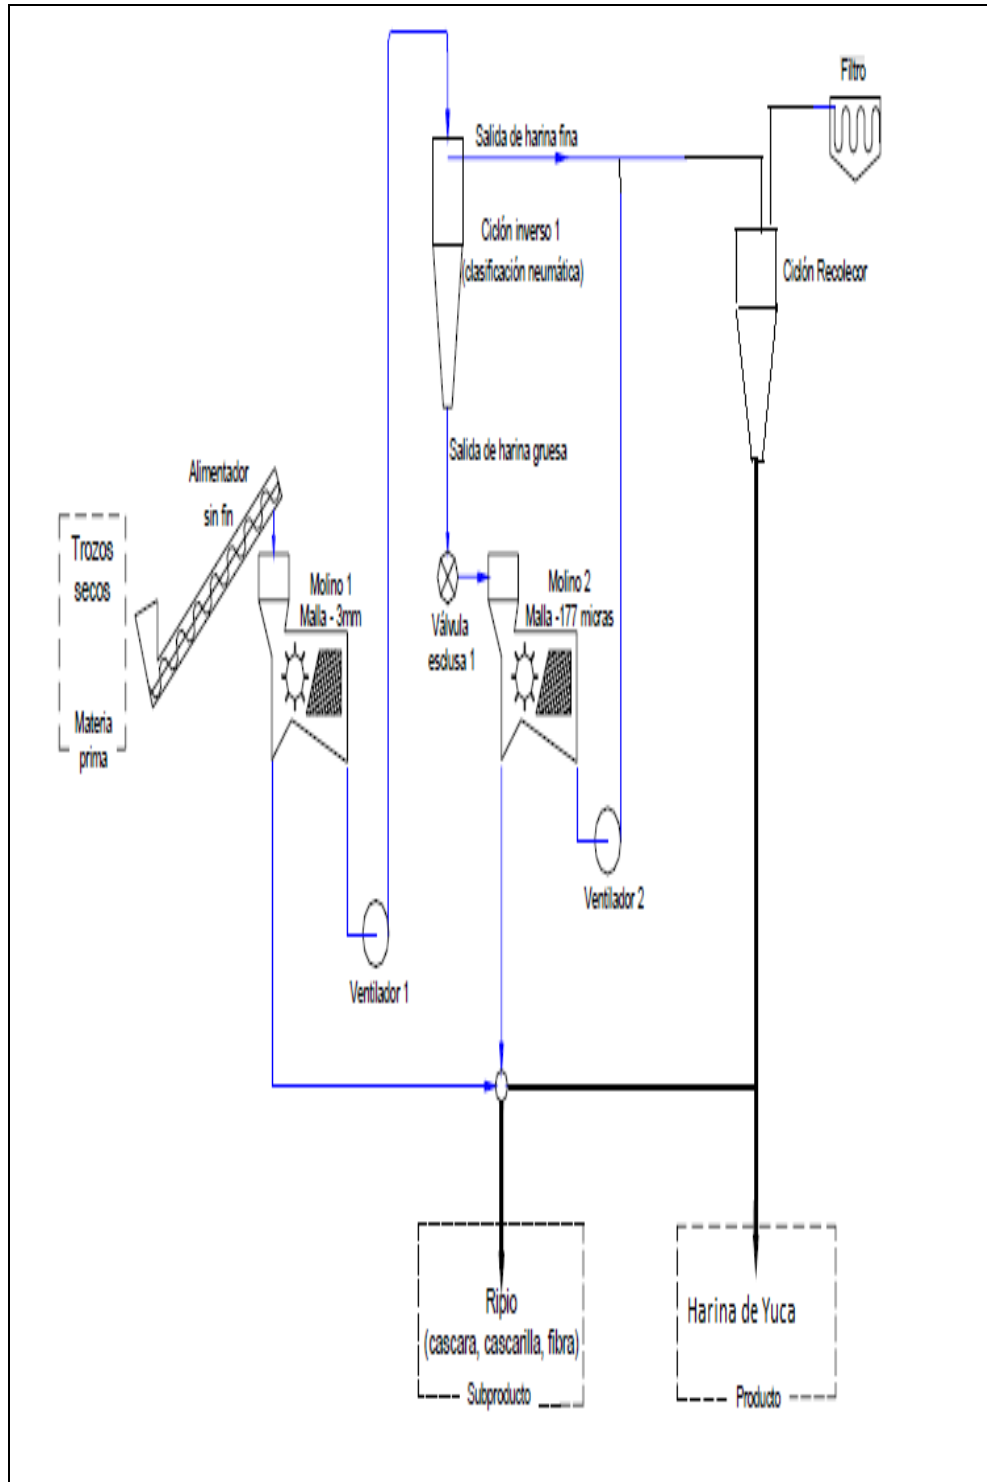 Filtro
Salida de harina fina
Ciclón inverso 1
(clasificación neumática)
Ciclón Recolecor
Salida de harina gruesa
Alimentador
sin fin
Trozos
secos
Materia
prima
Molino 1
Malla - 3mm
Válvula
esclusa 1
Molino 2
Malla -177 micras
Ventilador 2
Ventilador 1
Ripio
(cascara, cascarilla, fibra)
Subproducto
Harina de Yuca
Producto